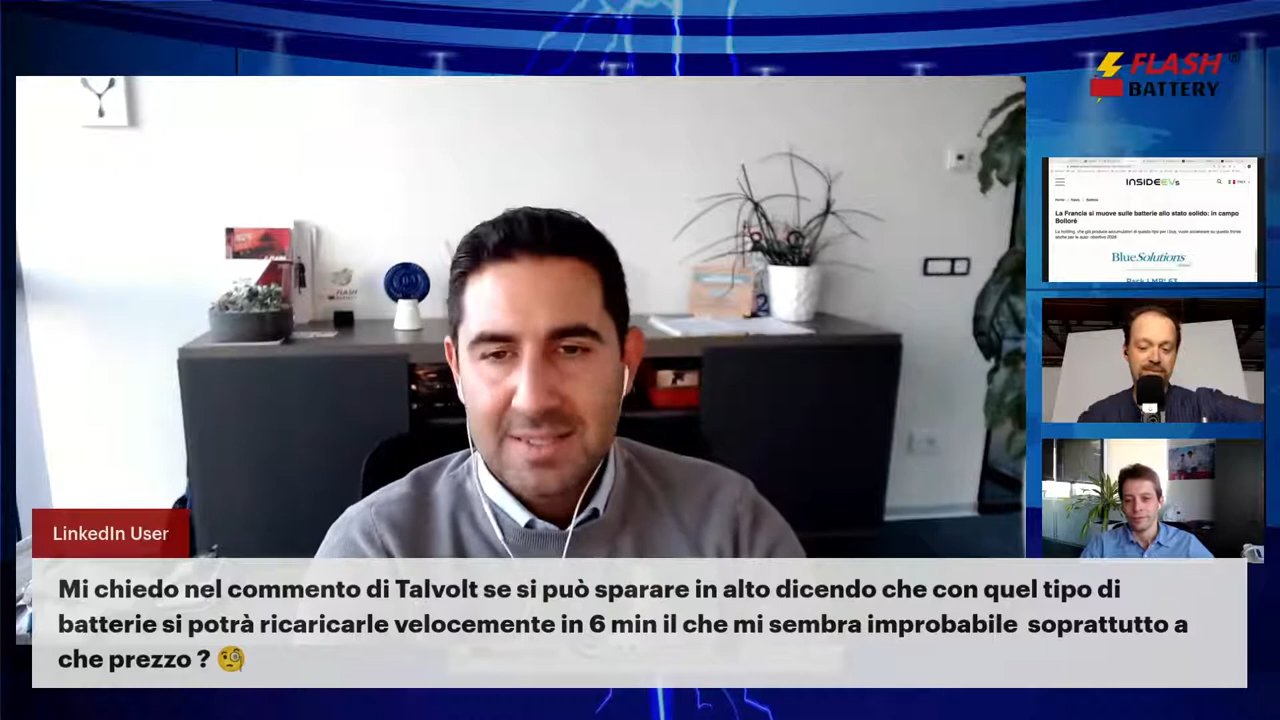 FLASH
BATTERY
INSIDEEVs
La Francia si muove sulle batterie allo stato solido: in campo
Bolloré
BlueSolutions
LinkedIn User
Mi chiedo nel commento di Talvolt se si può sparare in alto dicendo che con quel tipo di
batterie si potrà ricaricarle velocemente in 6 min il che mi sembra improbabile soprattutto a
che prezzo ? 🧐